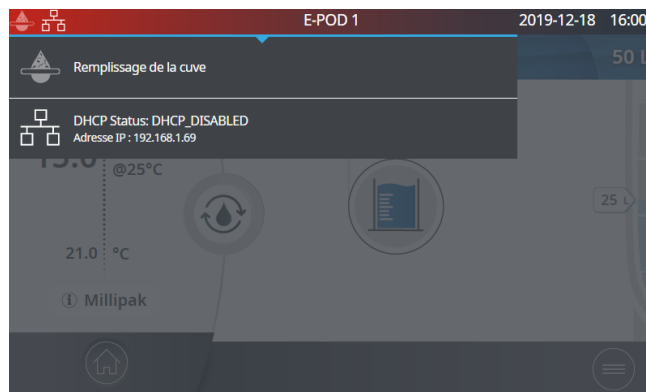 E-POD 1
2019-12-18 16:00
50 L
Remplissage de la cuve
DHCP Status: DHCP_DISABLED
Adresse IP : 192.168.1.69
@25°C
25 L
21.0 °C
Millipak